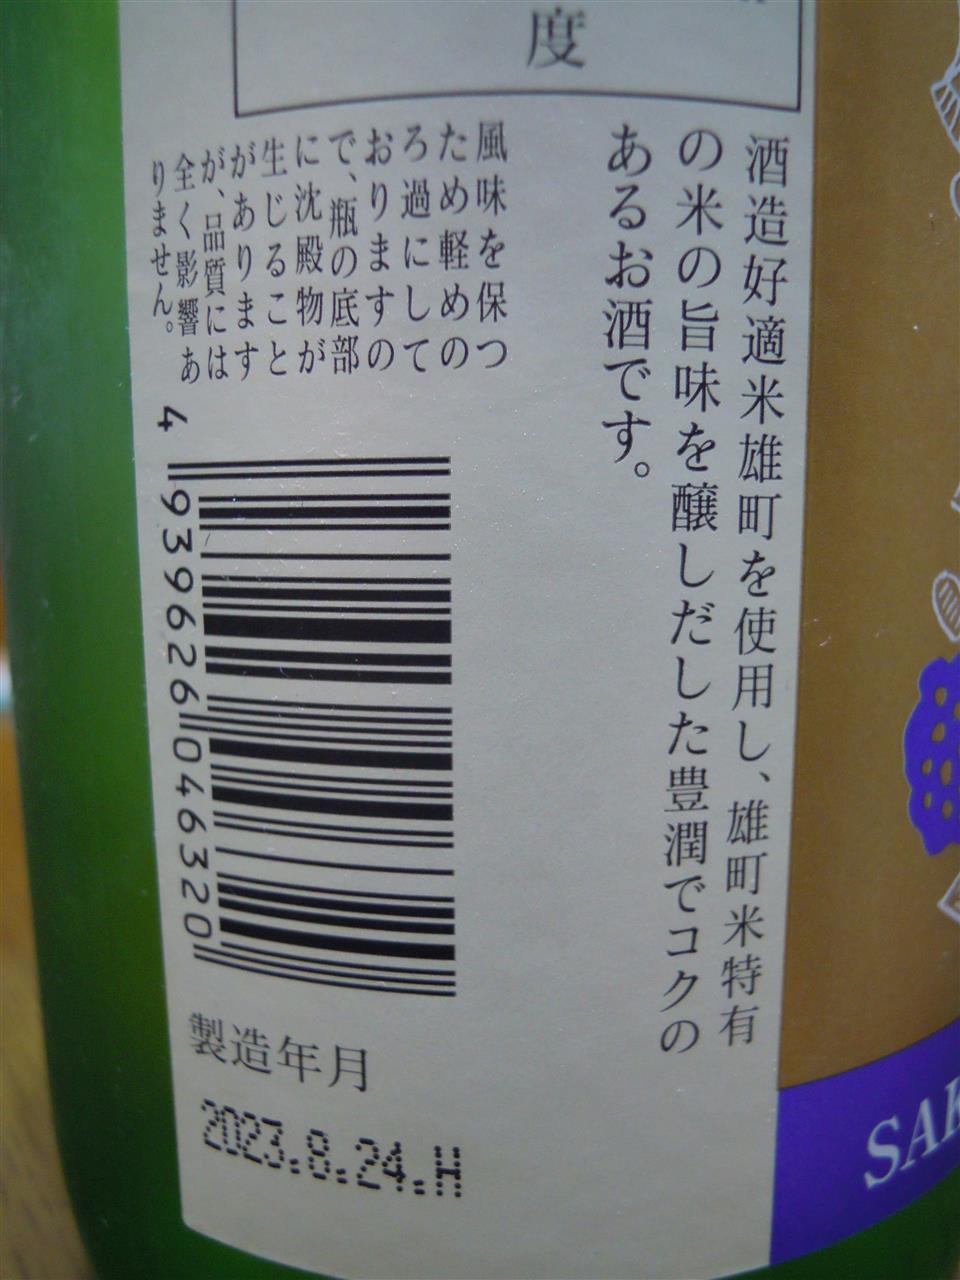 度
酒造好適米雄町を使用し、雄町米特有
の米の旨味を醸しだした豊潤でコクの
あるお酒です。
風味を保つ
ため軽めの
ろ過にして
おりますの
で、瓶の底部
に沈殿物が
生じること
があります
が、品質には
全く影響あ
りません。
4 939626 046320
製造年月
2023.8.24.H
SAK